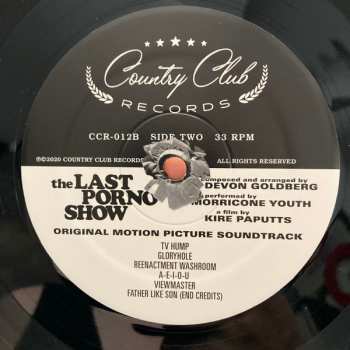 Country Club
RECORDS
CCR-012B SIDE TWO 33 RPM
℗©2020 COUNTRY CLUB RECORDS ALL RIGHTS RESERVED
the LAST
PORNO
SHOW
composed and arranged by
DEVON GOLDBERG
performed by
MORRICONE YOUTH
a film by
KIRE PAPUTTS
ORIGINAL MOTION PICTURE SOUNDTRACK
TV HUMP
GLORYHOLE
REENACTMENT WASHROOM
A-E-I-O-U
VIEWMASTER
FATHER LIKE SON (END CREDITS)